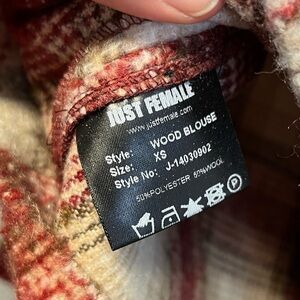 JUST FEMALE
www.justfemale.com
Style: WOOD BLOUSE
Size: XS
Style No: J-14030902
50%POLYESTER 50%WOOL
P